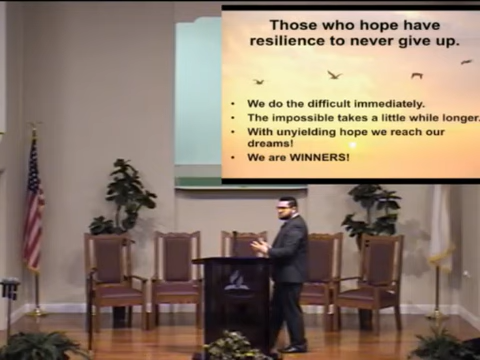 Those who hope have
resilience to never give up.
• We do the difficult immediately.
• The impossible takes a little while longer.
• With unyielding hope we reach our
dreams!
• We are WINNERS!